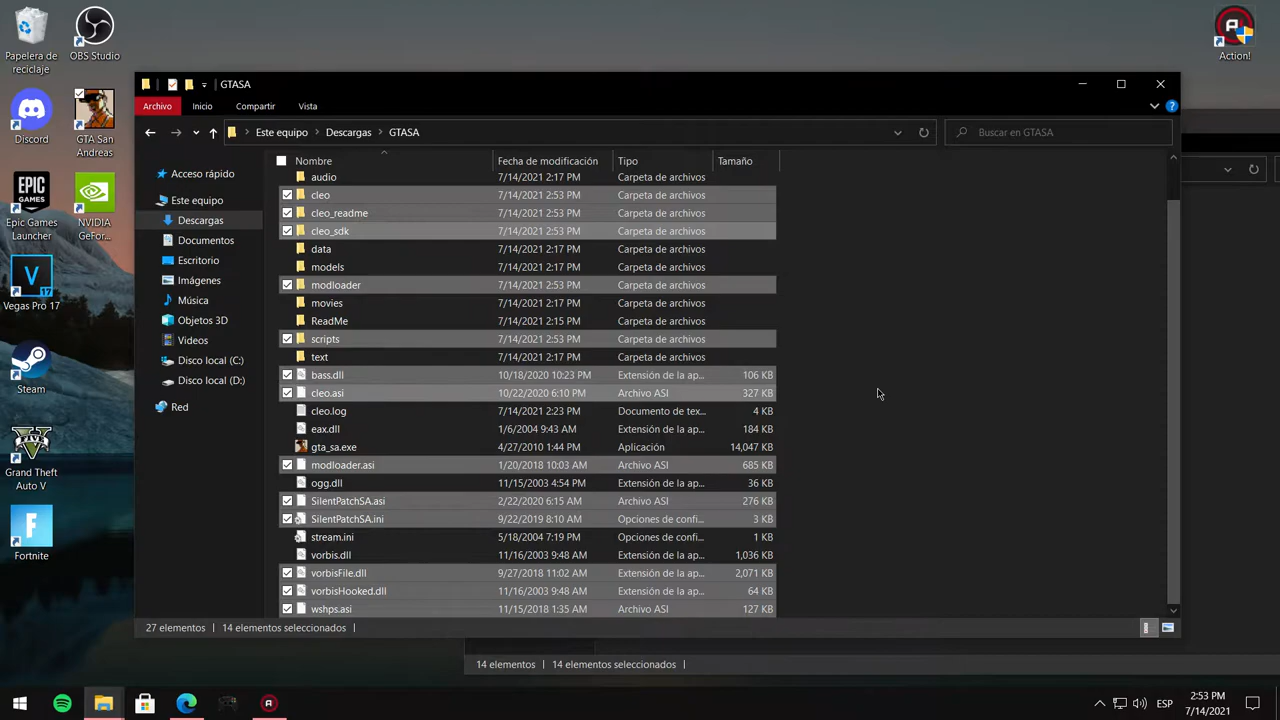 Papelera de
reciclaje
OBS Studio
Discord
GTA San
Andreas
EPIC
GAMES
Epic Games
Launcher
NVIDIA
GeFor...
Vegas Pro 17
17
Steam
Grand Theft
Auto V
Fortnite
Action!
GTASA
Archivo
Inicio
Compartir
Vista
Este equipo > Descargas > GTASA
Buscar en GTASA
Acceso rápido
Este equipo
Descargas
Documentos
Escritorio
Imágenes
Música
Objetos 3D
Videos
Disco local (C:)
Disco local (D:)
Red
Nombre Fecha de modificación Tipo Tamaño
audio 7/14/2021 2:17 PM Carpeta de archivos
cleo 7/14/2021 2:53 PM Carpeta de archivos
cleo_readme 7/14/2021 2:53 PM Carpeta de archivos
cleo_sdk 7/14/2021 2:53 PM Carpeta de archivos
data 7/14/2021 2:17 PM Carpeta de archivos
models 7/14/2021 2:17 PM Carpeta de archivos
modloader 7/14/2021 2:53 PM Carpeta de archivos
movies 7/14/2021 2:17 PM Carpeta de archivos
ReadMe 7/14/2021 2:15 PM Carpeta de archivos
scripts 7/14/2021 2:53 PM Carpeta de archivos
text 7/14/2021 2:17 PM Carpeta de archivos
bass.dll 10/18/2020 10:23 PM Extensión de la ap... 106 KB
cleo.asi 10/22/2020 6:10 PM Archivo ASI 327 KB
cleo.log 7/14/2021 2:23 PM Documento de tex... 4 KB
eax.dll 1/6/2004 9:43 AM Extensión de la ap... 184 KB
gta_sa.exe 4/27/2010 1:44 PM Aplicación 14,047 KB
modloader.asi 1/20/2018 10:03 AM Archivo ASI 685 KB
ogg.dll 11/15/2003 4:54 PM Extensión de la ap... 36 KB
SilentPatchSA.asi 2/22/2020 6:15 AM Archivo ASI 276 KB
SilentPatchSA.ini 9/22/2019 8:10 AM Opciones de confi... 3 KB
stream.ini 5/18/2004 7:19 PM Opciones de confi... 1 KB
vorbis.dll 11/16/2003 9:48 AM Extensión de la ap... 1,036 KB
vorbisFile.dll 9/27/2018 11:02 AM Extensión de la ap... 2,071 KB
vorbisHooked.dll 11/16/2003 9:48 AM Extensión de la ap... 64 KB
wshps.asi 11/15/2018 1:35 AM Archivo ASI 127 KB
27 elementos 14 elementos seleccionados
14 elementos 14 elementos seleccionados
ESP
2:53 PM
7/14/2021